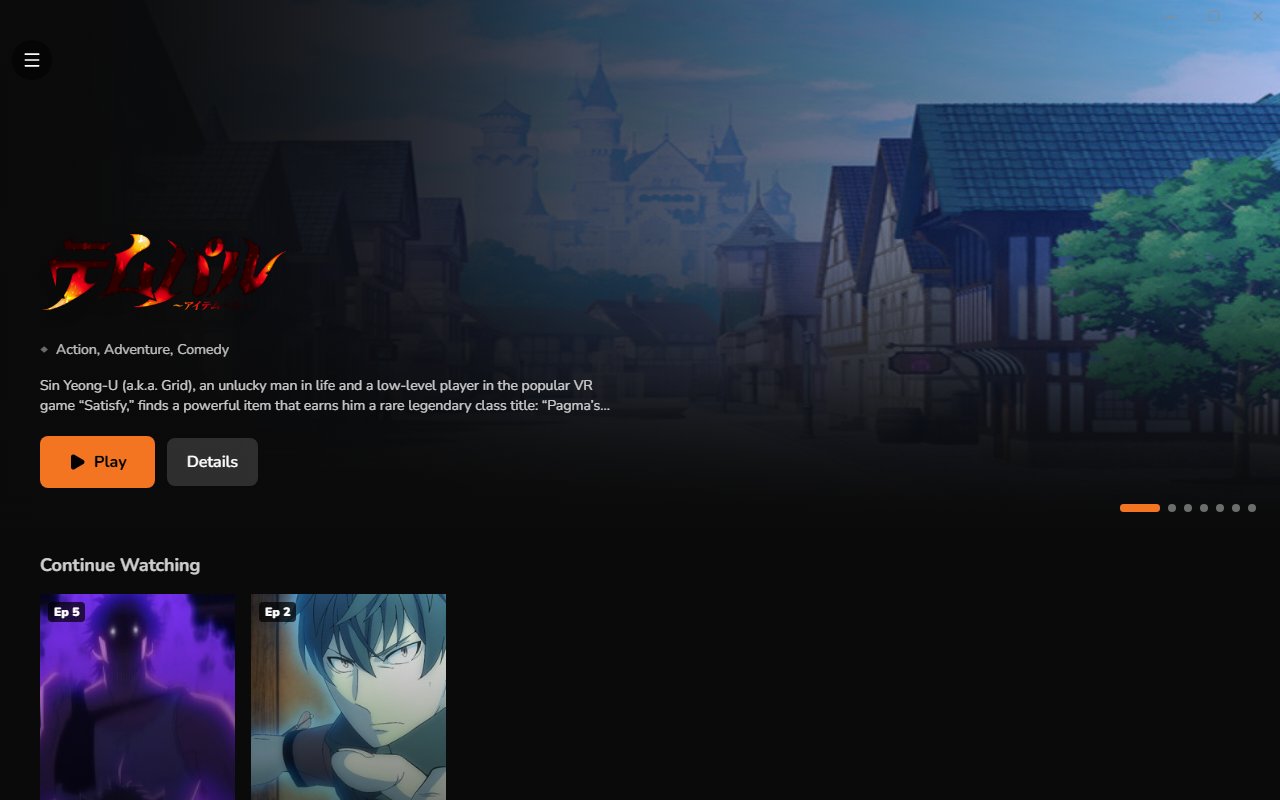 テムパル
～アイテム
Action, Adventure, Comedy
Sin Yeong-U (a.k.a. Grid), an unlucky man in life and a low-level player in the popular VR
game “Satisfy,” finds a powerful item that earns him a rare legendary class title: “Pagma’s...
Play
Details
Continue Watching
Ep 5
Ep 2